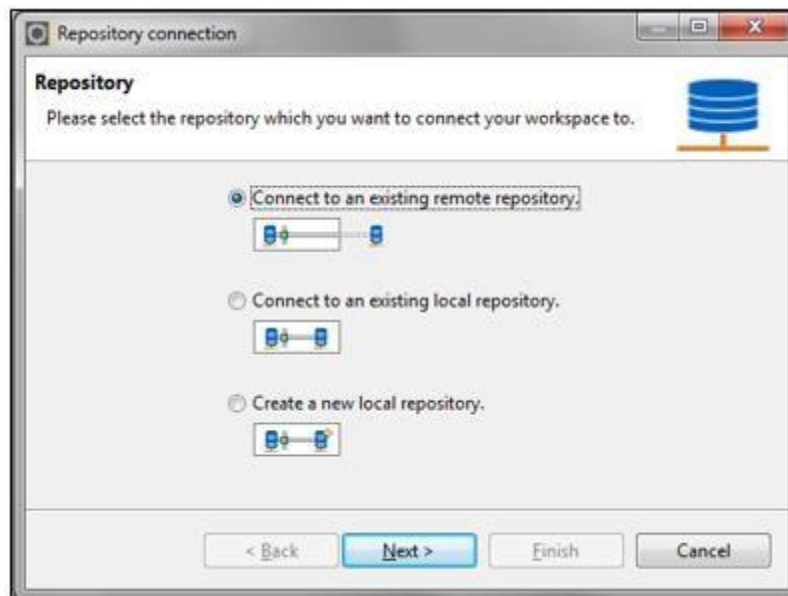 Repository connection
Repository
Please select the repository which you want to connect your workspace to.
Connect to an existing remote repository.
Connect to an existing local repository.
Create a new local repository.
< Back Next > Finish Cancel